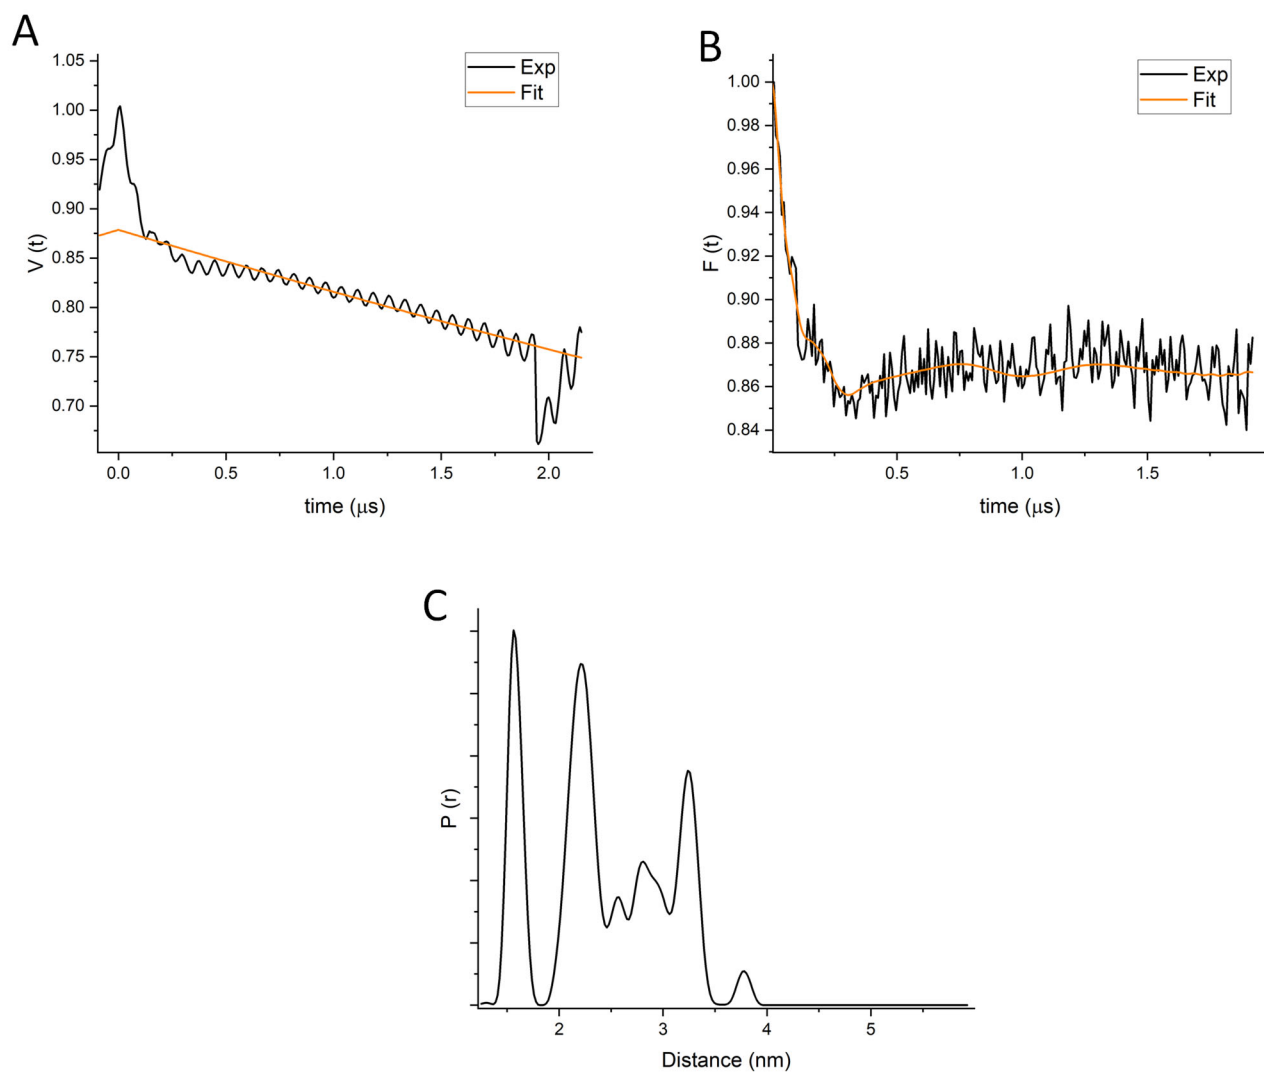 A
1.05
1.00
0.95
0.90
0.85
0.80
0.75
0.70
V (t)
0.0
0.5
1.0
1.5
2.0
time (μs)
Exp
Fit
B
1.00
0.98
0.96
0.94
0.92
0.90
0.88
0.86
0.84
F (t)
0.5
1.0
1.5
time (μs)
Exp
Fit
C
P (r)
2
3
4
5
Distance (nm)